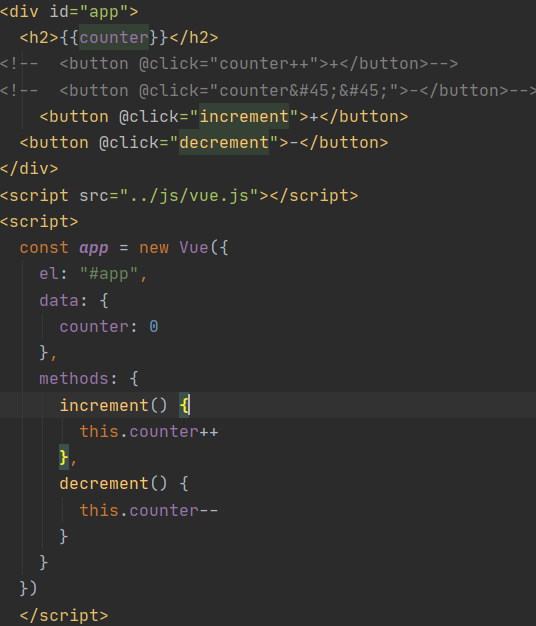 <div id="app">
  <h2>{{counter}}</h2>
<!--  <button @click="counter++">+</button>-->
<!--  <button @click="counter&#45;&#45;">-</button>-->
    <button @click="increment">+</button>
  <button @click="decrement">-</button>
</div>
<script src="../js/vue.js"></script>
<script>
  const app = new Vue({
    el: "#app",
    data: {
      counter: 0
    },
    methods: {
      increment() {
        this.counter++
      },
      decrement() {
        this.counter--
      }
    }
  })
  </script>